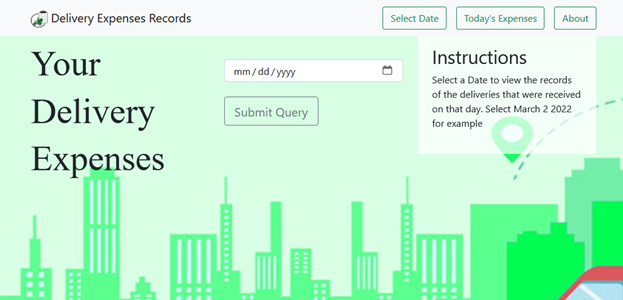 Delivery Expenses Records
Select Date
Today's Expenses
About
Your
Delivery
Expenses
mm/dd/yyyy
Submit Query
Instructions
Select a Date to view the records
of the deliveries that were received
on that day. Select March 2 2022
for example